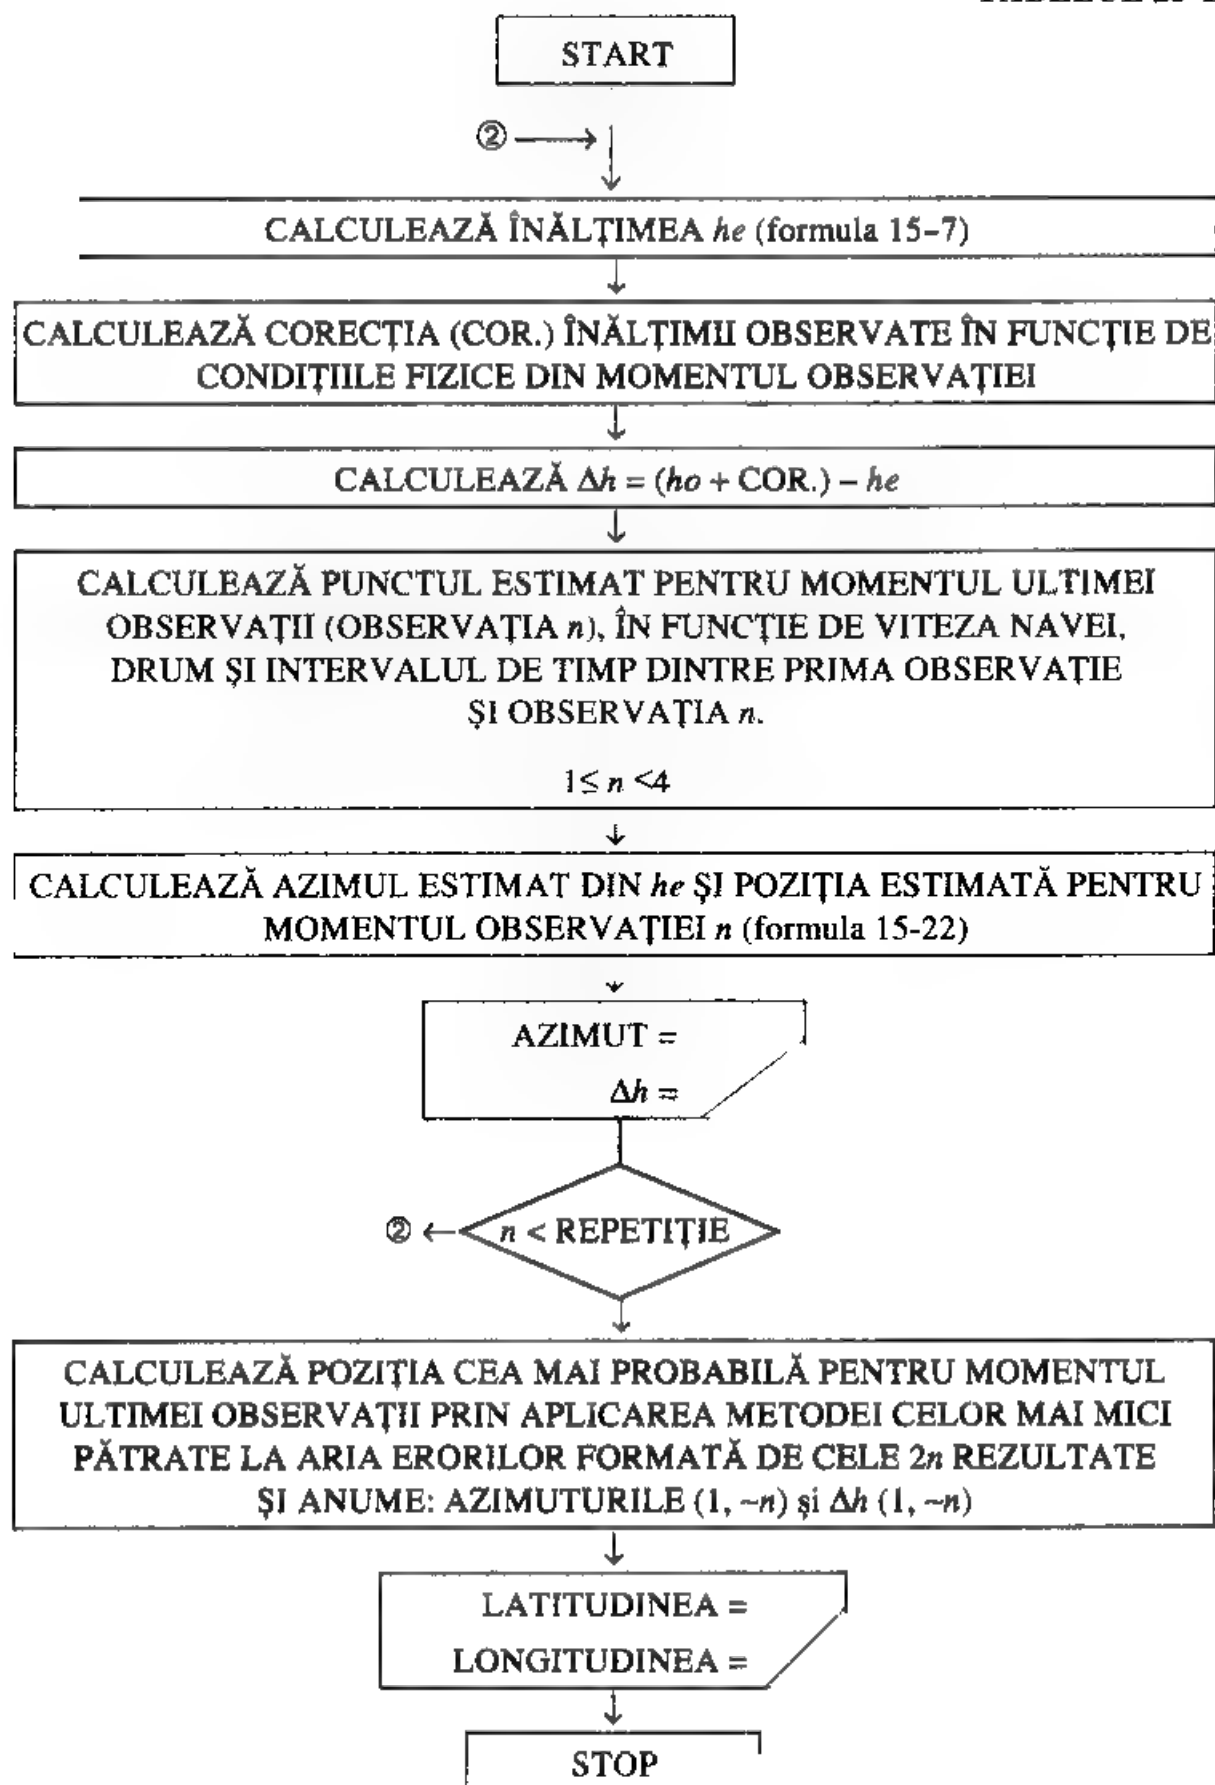 START
②
CALCULEAZĂ ÎNĂLȚIMEA he (formula 15–7)
CALCULEAZĂ CORECȚIA (COR.) ÎNĂLȚIMII OBSERVATE ÎN FUNCȚIE DE
CONDIȚIILE FIZICE DIN MOMENTUL OBSERVAȚIEI
CALCULEAZĂ Δh = (ho + COR.) – he
CALCULEAZĂ PUNCTUL ESTIMAT PENTRU MOMENTUL ULTIMEI
OBSERVAȚII (OBSERVAȚIA n), ÎN FUNCȚIE DE VITEZA NAVEI,
DRUM ȘI INTERVALUL DE TIMP DINTRE PRIMA OBSERVAȚIE
ȘI OBSERVAȚIA n.
1≤ n <4
CALCULEAZĂ AZIMUL ESTIMAT DIN he ȘI POZIȚIA ESTIMATĂ PENTRU
MOMENTUL OBSERVAȚIEI n (formula 15-22)
AZIMUT =
Δh =
② n < REPETIȚIE
CALCULEAZĂ POZIȚIA CEA MAI PROBABILĂ PENTRU MOMENTUL
ULTIMEI OBSERVAȚII PRIN APLICAREA METODEI CELOR MAI MICI
PĂTRATE LA ARIA ERORILOR FORMATĂ DE CELE 2n REZULTATE
ȘI ANUME: AZIMUTURILE (1, ~n) și Δh (1, ~n)
LATITUDINEA =
LONGITUDINEA =
STOP